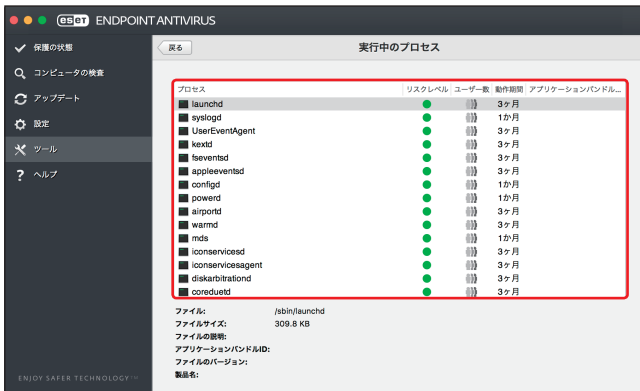 eset ENDPOINT ANTIVIRUS
保護の状態
コンピュータの検査
アップデート
設定
ツール
ヘルプ
ENJOY SAFER TECHNOLOGY™
戻る
実行中のプロセス
プロセス リスクレベル ユーザー数 動作期間 アプリケーションバンドル...
launchd 3ヶ月
syslogd 1か月
UserEventAgent 3ヶ月
kextd 3ヶ月
fseventsd 3ヶ月
appleeventsd 3ヶ月
configd 1か月
powerd 1か月
airportd 3ヶ月
warmd 3ヶ月
mds 1か月
iconservicesd 3ヶ月
iconservicesagent 3ヶ月
diskarbitrationd 3ヶ月
coreduetd 3ヶ月
ファイル: /sbin/launchd
ファイルサイズ: 309.8 KB
ファイルの説明:
アプリケーションバンドルID:
ファイルのバージョン:
製品名: